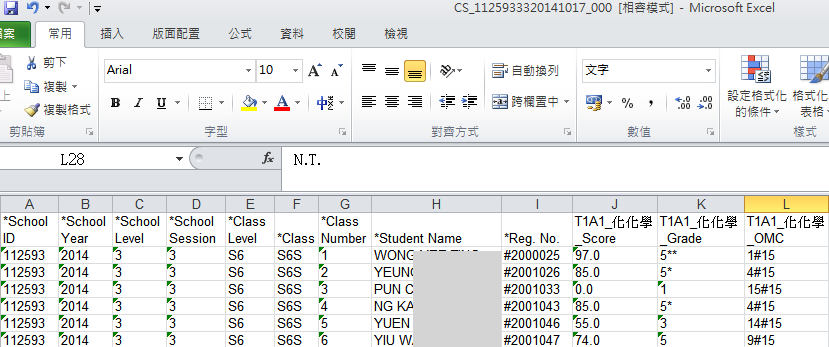 CS_1125933320141017_000 [相容模式] - Microsoft Excel
檔案 常用 插入 版面配置 公式 資料 校閱 檢視
剪下
複製
複製格式
剪貼簿
Arial 10
B I U
字型
自動換列
跨欄置中
對齊方式
文字
數值
設定格式化的條件
格式化表格
樣式
L28 fx N.T.
A B C D E F G H I J K L
*School ID *School Year *School Level *School Session *Class Level *Class *Class Number *Student Name *Reg. No. T1A1_化化學_Score T1A1_化化學_Grade T1A1_化化學_OMC
112593 2014 3 3 S6 S6S 1 WONG #2000025 97.0 5** 1#15
112593 2014 3 3 S6 S6S 2 YEUNG #2001026 85.0 5* 4#15
112593 2014 3 3 S6 S6S 3 PUN #2001033 0.0 1 15#15
112593 2014 3 3 S6 S6S 4 NG KA #2001043 85.0 5* 4#15
112593 2014 3 3 S6 S6S 5 YUEN #2001046 55.0 3 14#15
112593 2014 3 3 S6 S6S 6 YIU #2001047 74.0 5 9#15